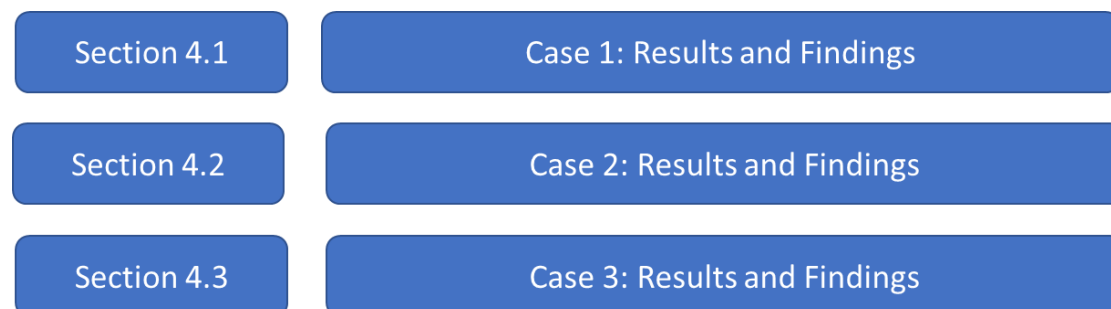 Section 4.1 Case 1: Results and Findings
Section 4.2 Case 2: Results and Findings
Section 4.3 Case 3: Results and Findings